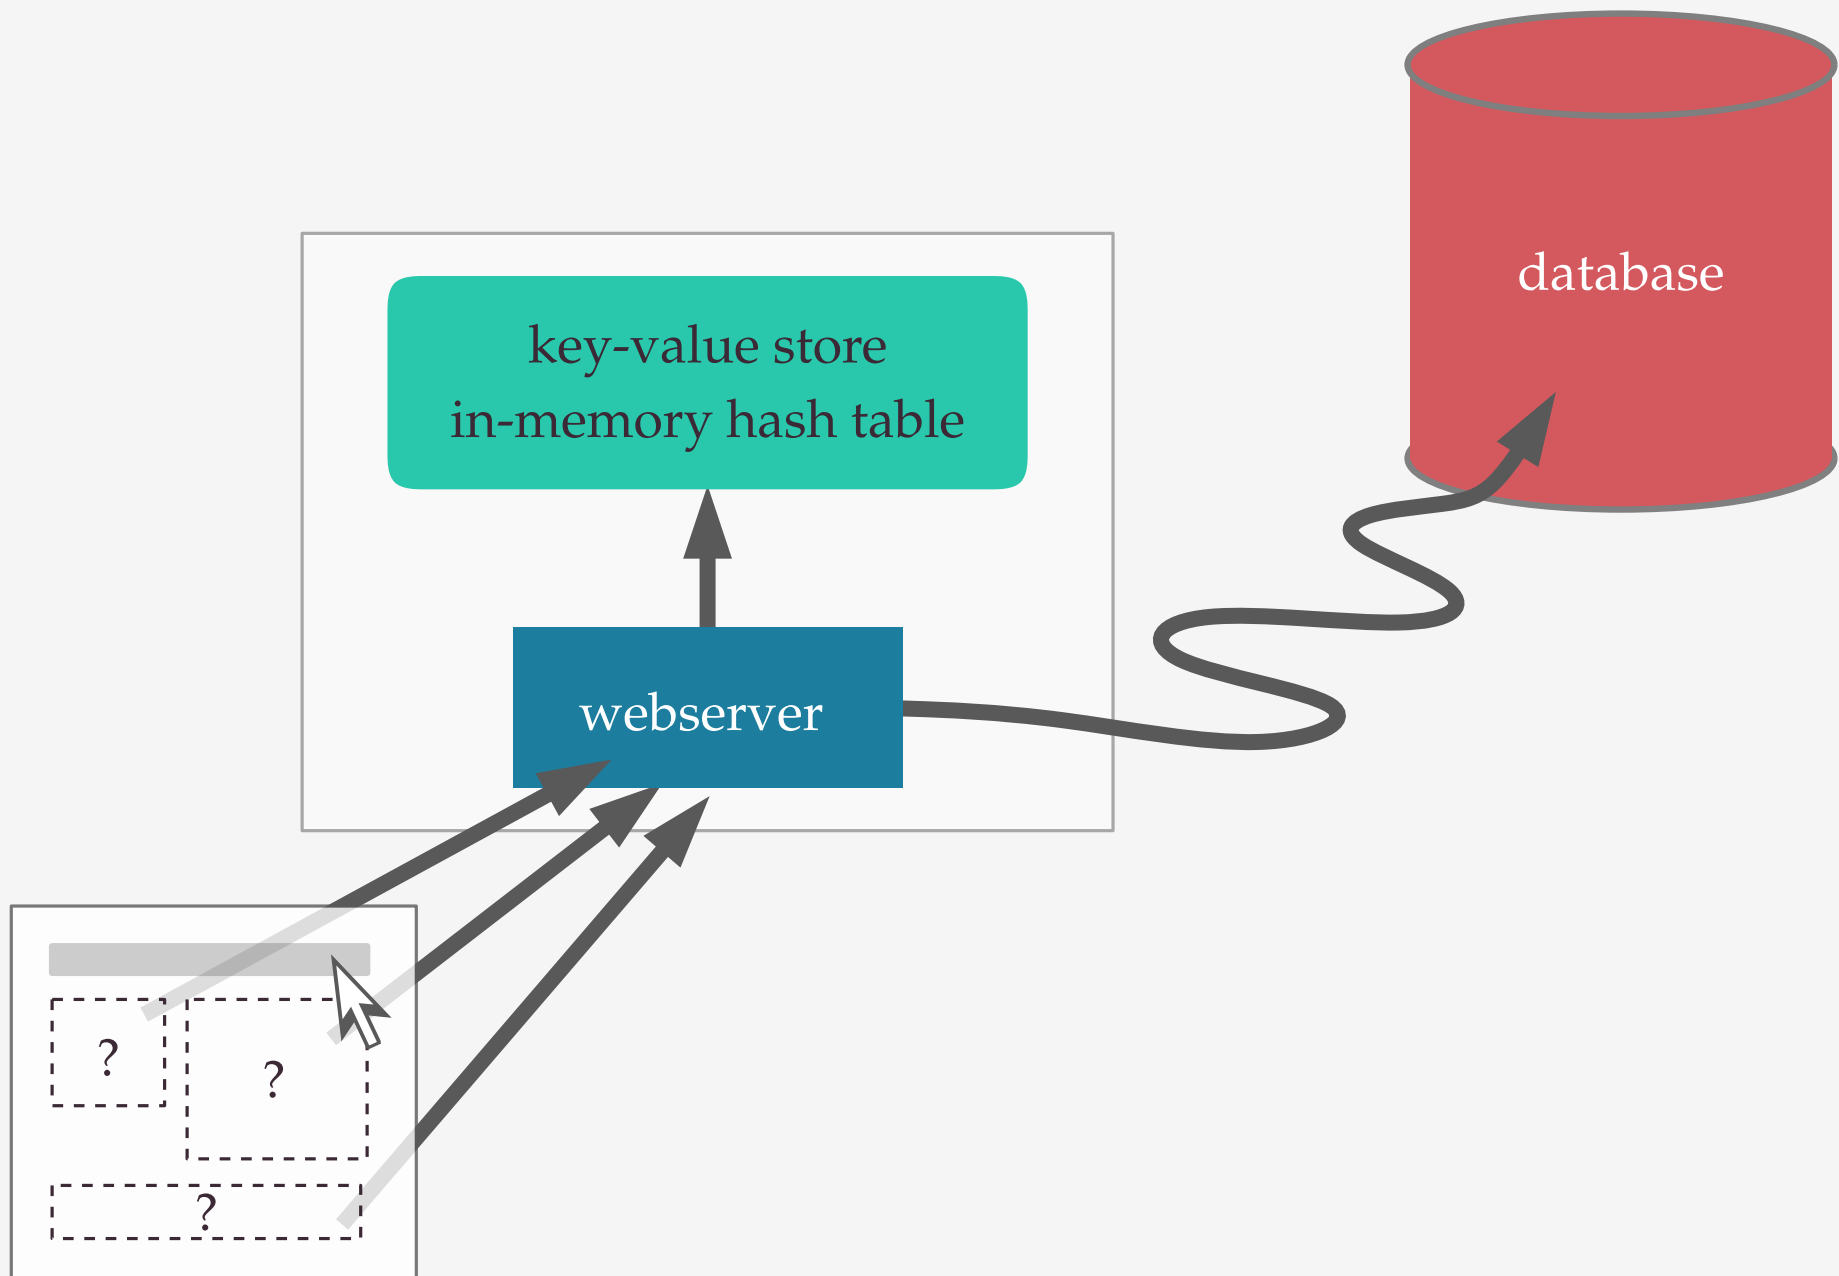 database
key-value store
in-memory hash table
webserver
?
?
?